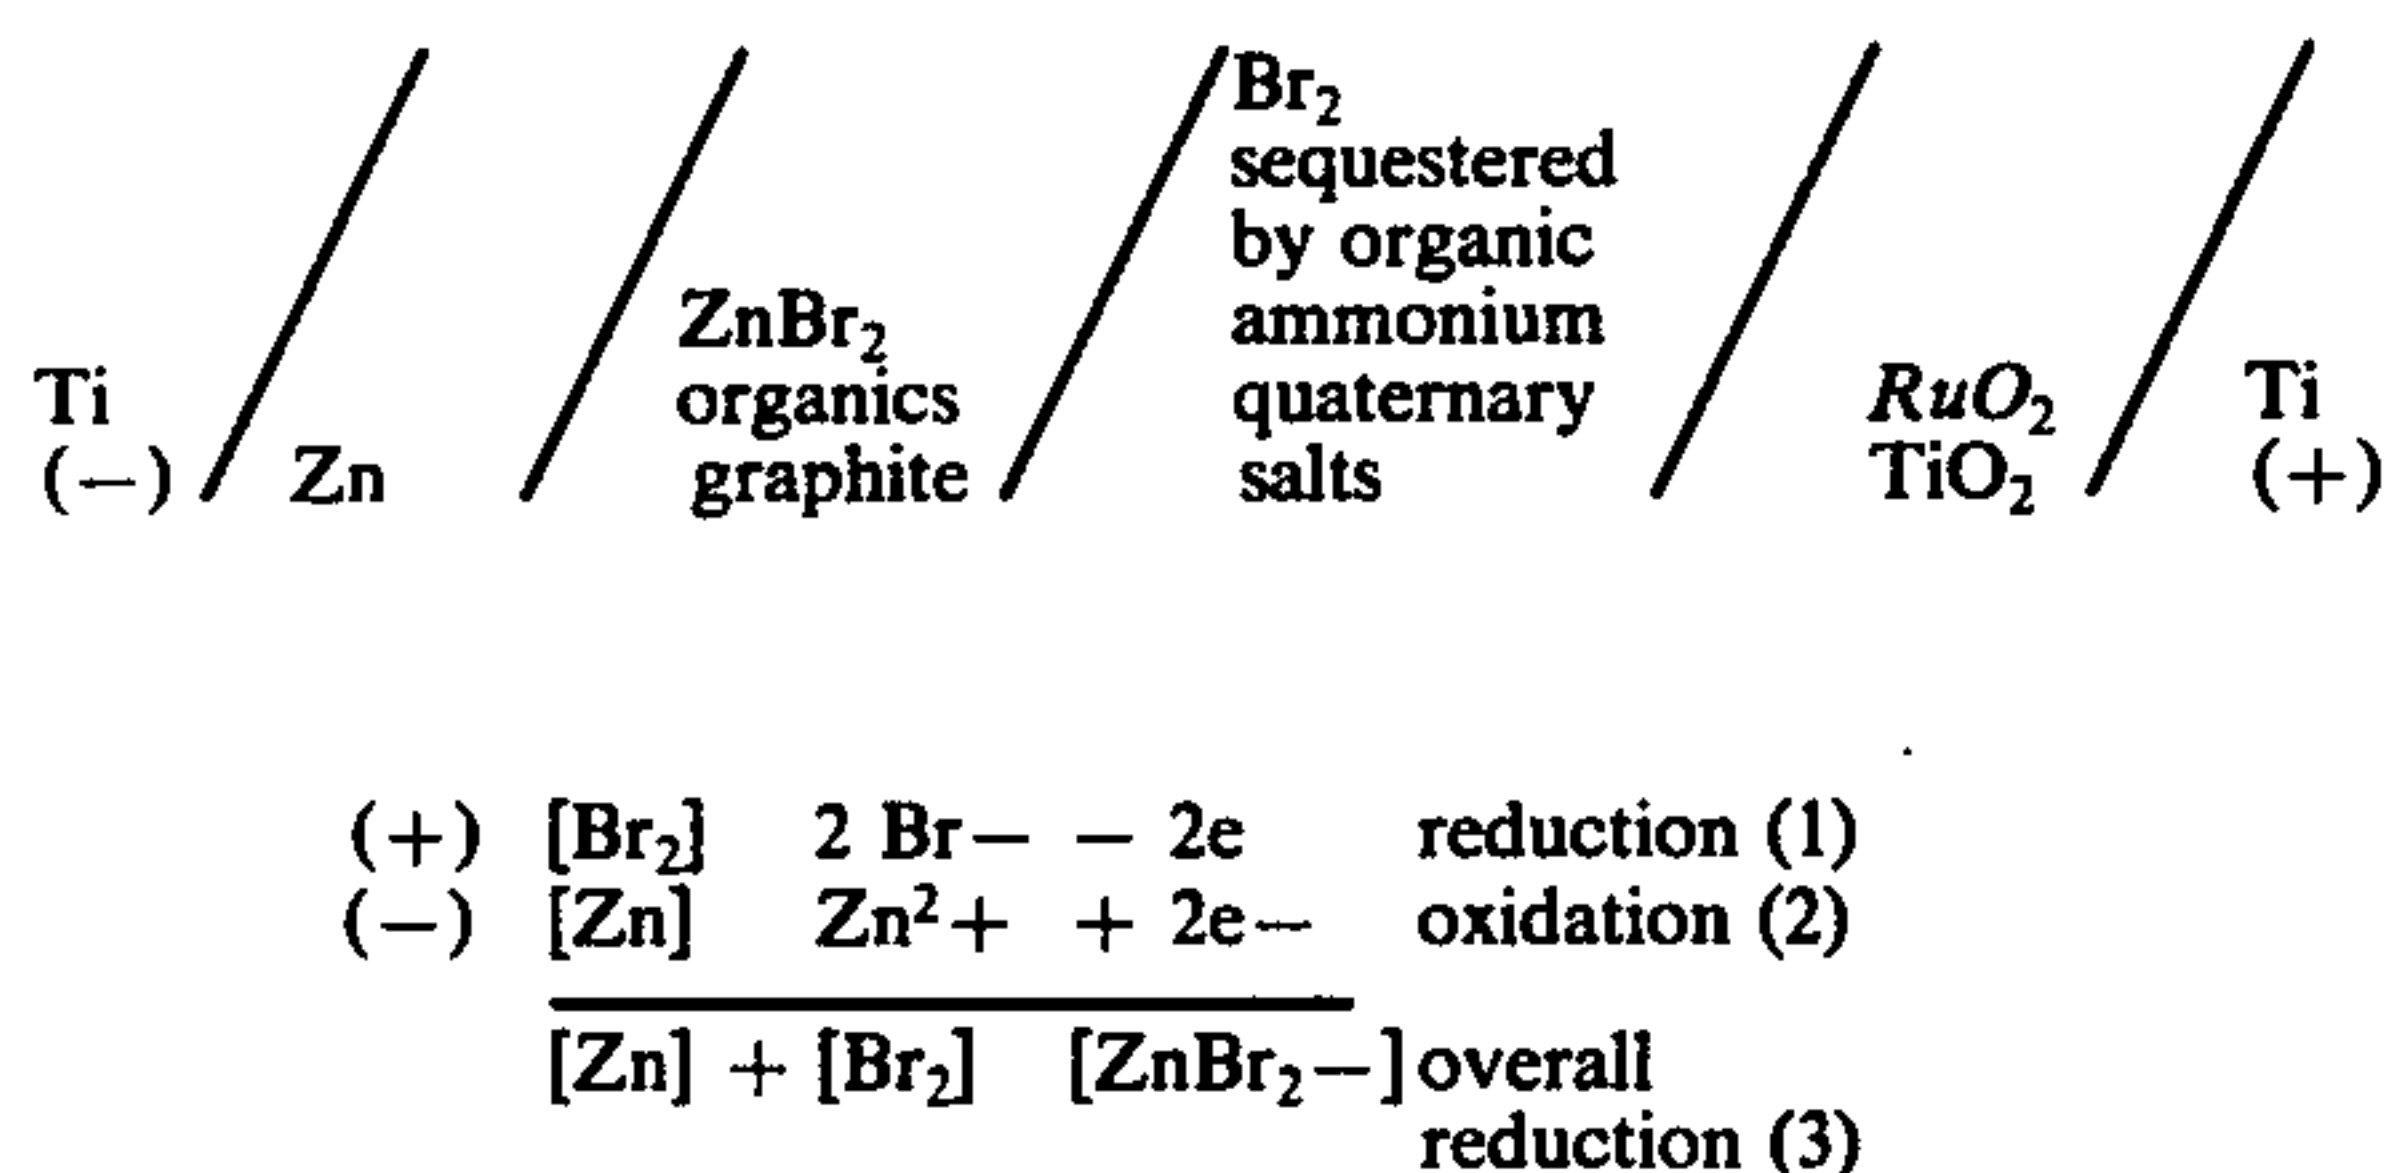 Ti
(−)
Zn
ZnBr₂
organics
graphite
Br₂
sequestered
by organic
ammonium
quaternary
salts
RuO₂
TiO₂
Ti
(+)
(+) [Br₂] 2 Br− − 2e reduction (1)
(−) [Zn] Zn²+ + 2e− oxidation (2)
[Zn] + [Br₂] [ZnBr₂−] overall
reduction (3)